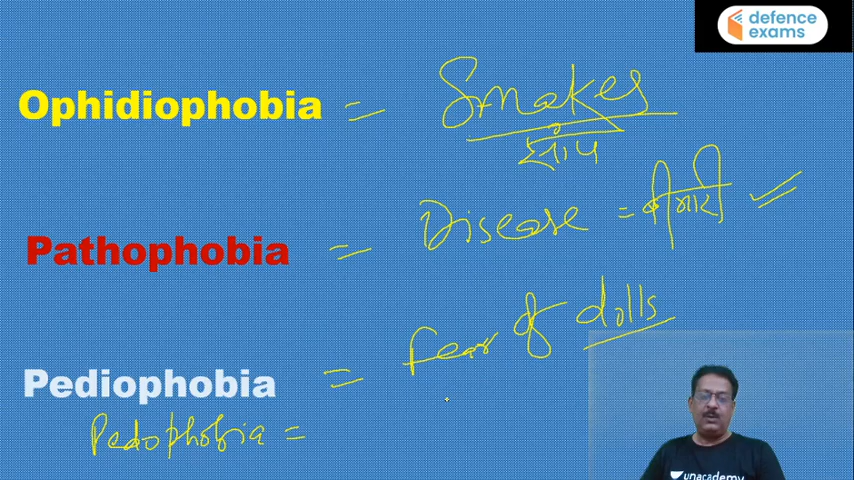 defence
exams
Ophidiophobia = Snakes
साँप
Pathophobia = Disease = बीमारी
Pediophobia = fear of dolls
Pedophobia =
unacademy